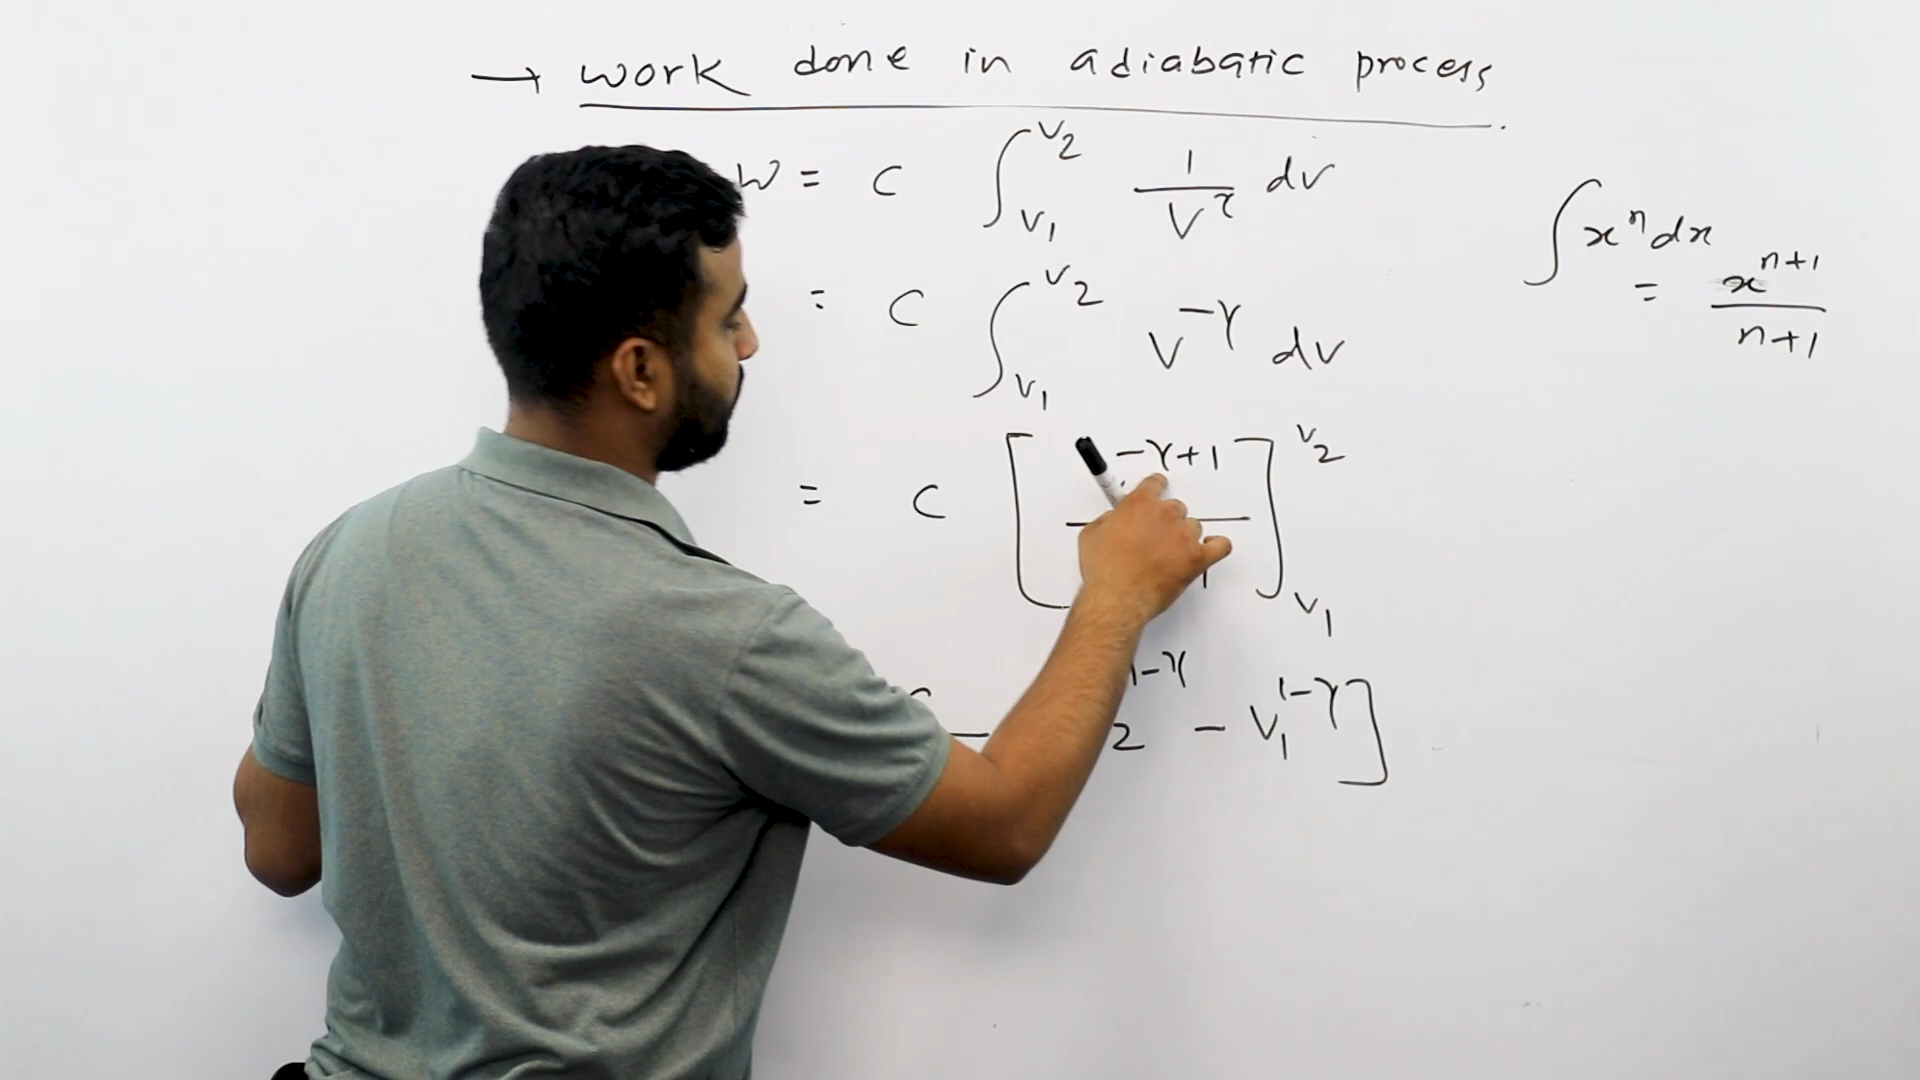 → work done in adiabatic process.
W = C ∫_{V1}^{V2} 1/V^γ dv
= C ∫_{V1}^{V2} V^{-γ} dv
= C [ -γ+1 / 1 ]_{V1}^{V2}
C 2^{1-γ} - V1^{1-γ} ]
∫ x^n dx
= x^{n+1} / n+1